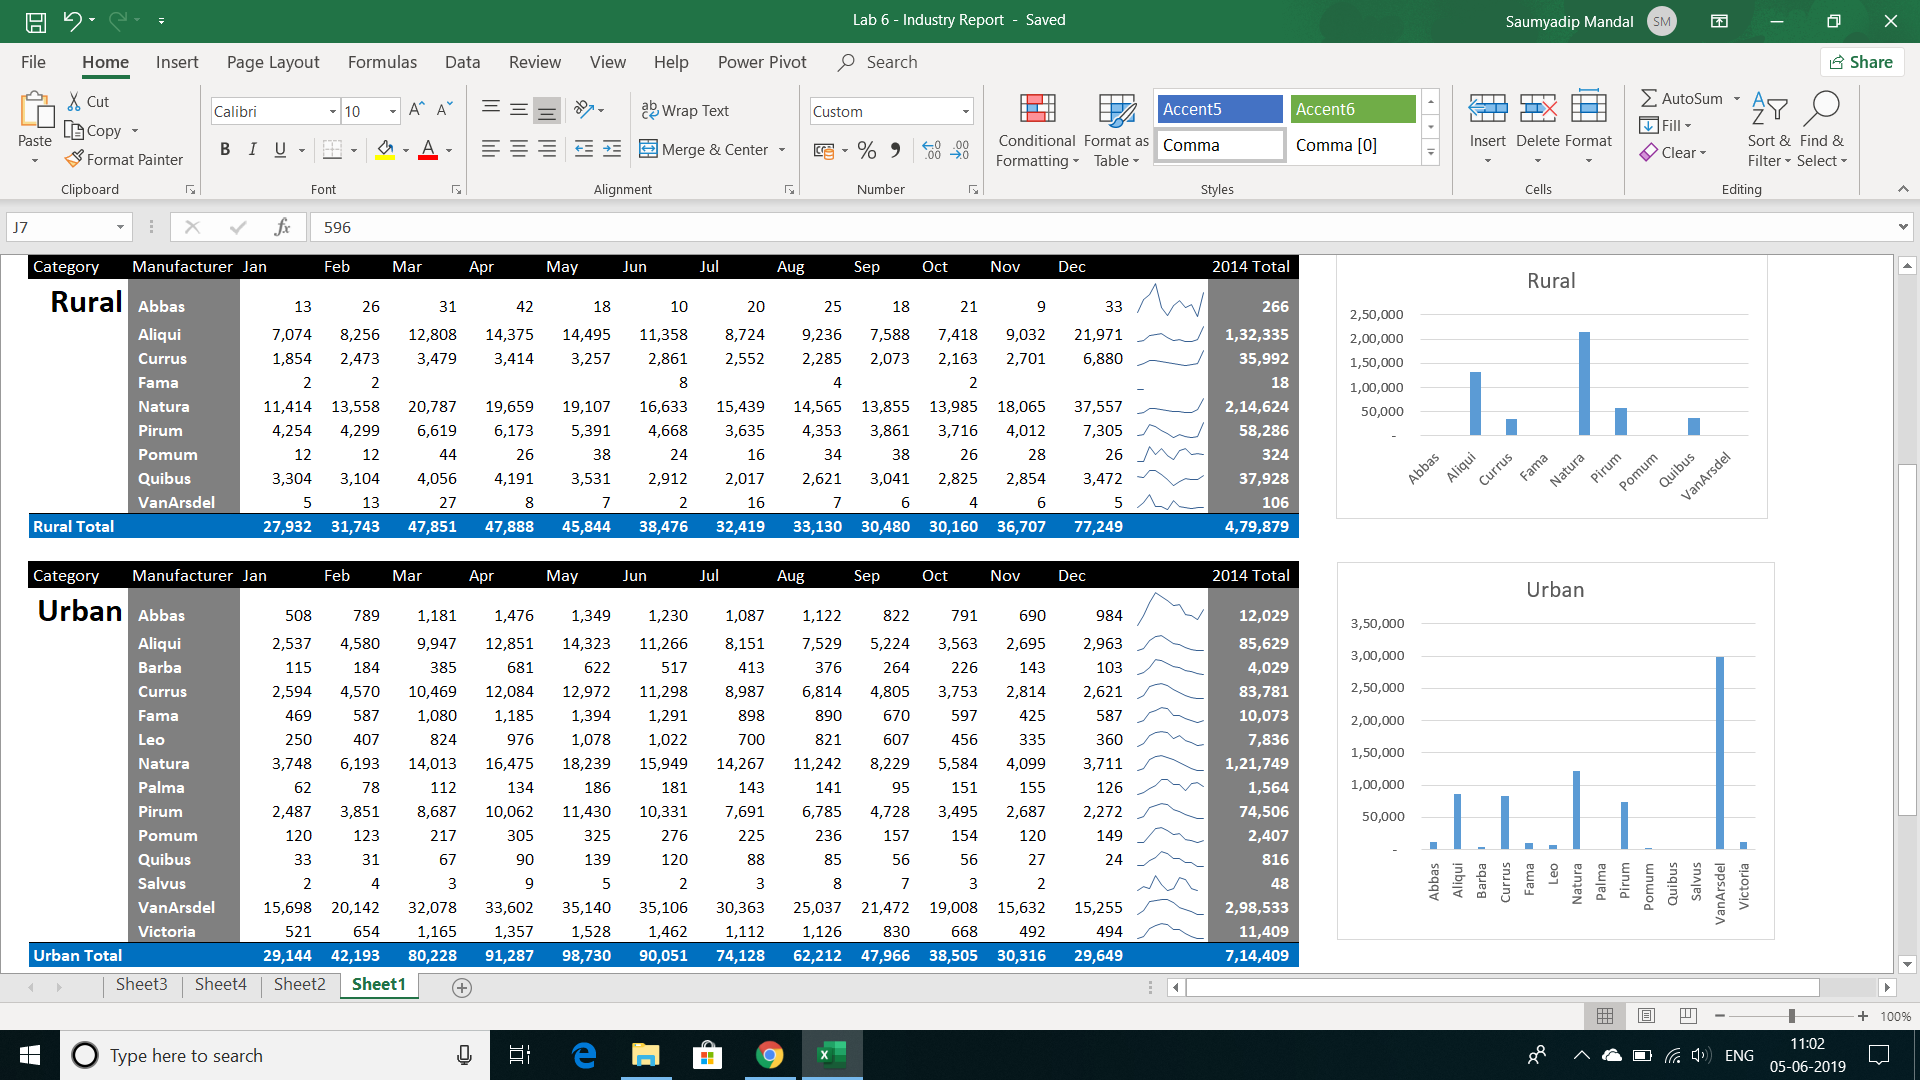 Lab 6 - Industry Report - Saved
Saumyadip Mandal SM
File Home Insert Page Layout Formulas Data Review View Help Power Pivot Search Share
Paste Cut Copy Format Painter Clipboard
Calibri 10 B I U Font
Wrap Text Merge & Center Alignment
Custom Number
Conditional Formatting Format as Table Accent5 Accent6 Comma Comma [0] Styles
Insert Delete Format Cells
AutoSum Fill Clear Sort & Filter Find & Select Editing
J7 fx 596
Category Manufacturer Jan Feb Mar Apr May Jun Jul Aug Sep Oct Nov Dec 2014 Total
Rural Abbas 13 26 31 42 18 10 20 25 18 21 9 33 266
Aliqui 7,074 8,256 12,808 14,375 14,495 11,358 8,724 9,236 7,588 7,418 9,032 21,971 1,32,335
Currus 1,854 2,473 3,479 3,414 3,257 2,861 2,552 2,285 2,073 2,163 2,701 6,880 35,992
Fama 2 2 8 4 2 18
Natura 11,414 13,558 20,787 19,659 19,107 16,633 15,439 14,565 13,855 13,985 18,065 37,557 2,14,624
Pirum 4,254 4,299 6,619 6,173 5,391 4,668 3,635 4,353 3,861 3,716 4,012 7,305 58,286
Pomum 12 12 44 26 38 24 16 34 38 26 28 26 324
Quibus 3,304 3,104 4,056 4,191 3,531 2,912 2,017 2,621 3,041 2,825 2,854 3,472 37,928
VanArsdel 5 13 27 8 7 2 16 7 6 4 6 5 106
Rural Total 27,932 31,743 47,851 47,888 45,844 38,476 32,419 33,130 30,480 30,160 36,707 77,249 4,79,879
Rural
2,50,000
2,00,000
1,50,000
1,00,000
50,000
-
Abbas Aliqui Currus Fama Natura Pirum Pomum Quibus VanArsdel
Category Manufacturer Jan Feb Mar Apr May Jun Jul Aug Sep Oct Nov Dec 2014 Total
Urban Abbas 508 789 1,181 1,476 1,349 1,230 1,087 1,122 822 791 690 984 12,029
Aliqui 2,537 4,580 9,947 12,851 14,323 11,266 8,151 7,529 5,224 3,563 2,695 2,963 85,629
Barba 115 184 385 681 622 517 413 376 264 226 143 103 4,029
Currus 2,594 4,570 10,469 12,084 12,972 11,298 8,987 6,814 4,805 3,753 2,814 2,621 83,781
Fama 469 587 1,080 1,185 1,394 1,291 898 890 670 597 425 587 10,073
Leo 250 407 824 976 1,078 1,022 700 821 607 456 335 360 7,836
Natura 3,748 6,193 14,013 16,475 18,239 15,949 14,267 11,242 8,229 5,584 4,099 3,711 1,21,749
Palma 62 78 112 134 186 181 143 141 95 151 155 126 1,564
Pirum 2,487 3,851 8,687 10,062 11,430 10,331 7,691 6,785 4,728 3,495 2,687 2,272 74,506
Pomum 120 123 217 305 325 276 225 236 157 154 120 149 2,407
Quibus 33 31 67 90 139 120 88 85 56 56 27 24 816
Salvus 2 4 3 9 5 2 3 8 7 3 2 48
VanArsdel 15,698 20,142 32,078 33,602 35,140 35,106 30,363 25,037 21,472 19,008 15,632 15,255 2,98,533
Victoria 521 654 1,165 1,357 1,528 1,462 1,112 1,126 830 668 492 494 11,409
Urban Total 29,144 42,193 80,228 91,287 98,730 90,051 74,128 62,212 47,966 38,505 30,316 29,649 7,14,409
Urban
3,50,000
3,00,000
2,50,000
2,00,000
1,50,000
1,00,000
50,000
-
Abbas Aliqui Barba Currus Fama Leo Natura Palma Pirum Pomum Quibus Salvus VanArsdel Victoria
Sheet3 Sheet4 Sheet2 Sheet1
100%
Type here to search
ENG
11:02
05-06-2019